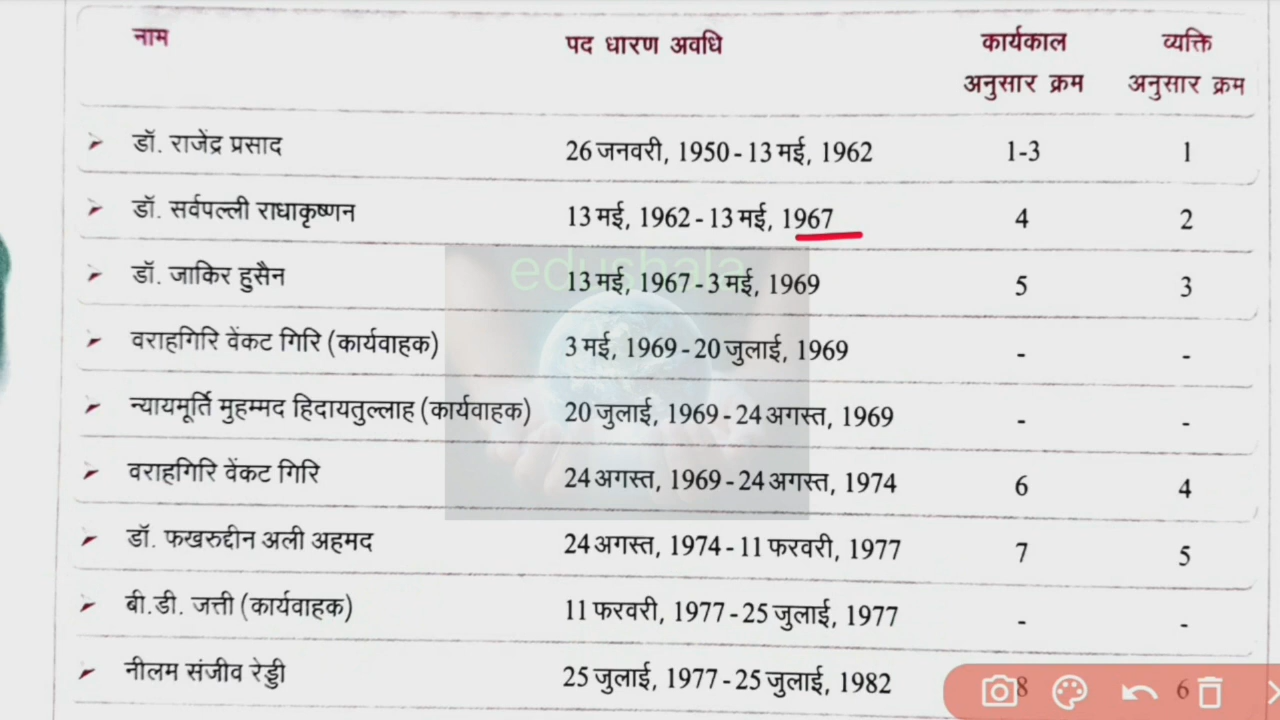 नाम पद धारण अवधि कार्यकाल व्यक्ति
अनुसार क्रम अनुसार क्रम
➢ डॉ. राजेंद्र प्रसाद 26 जनवरी, 1950 - 13 मई, 1962 1-3 1
➢ डॉ. सर्वपल्ली राधाकृष्णन 13 मई, 1962 - 13 मई, 1967 4 2
edushala
➢ डॉ. जाकिर हुसैन 13 मई, 1967 - 3 मई, 1969 5 3
➢ वराहगिरि वेंकट गिरि (कार्यवाहक) 3 मई, 1969 - 20 जुलाई, 1969 - -
➢ न्यायमूर्ति मुहम्मद हिदायतुल्लाह (कार्यवाहक) 20 जुलाई, 1969 - 24 अगस्त, 1969 - -
➢ वराहगिरि वेंकट गिरि 24 अगस्त, 1969 - 24 अगस्त, 1974 6 4
➢ डॉ. फखरुद्दीन अली अहमद 24 अगस्त, 1974 - 11 फरवरी, 1977 7 5
➢ बी.डी. जत्ती (कार्यवाहक) 11 फरवरी, 1977 - 25 जुलाई, 1977 - -
➢ नीलम संजीव रेड्डी 25 जुलाई, 1977 - 25 जुलाई, 1982 8 6